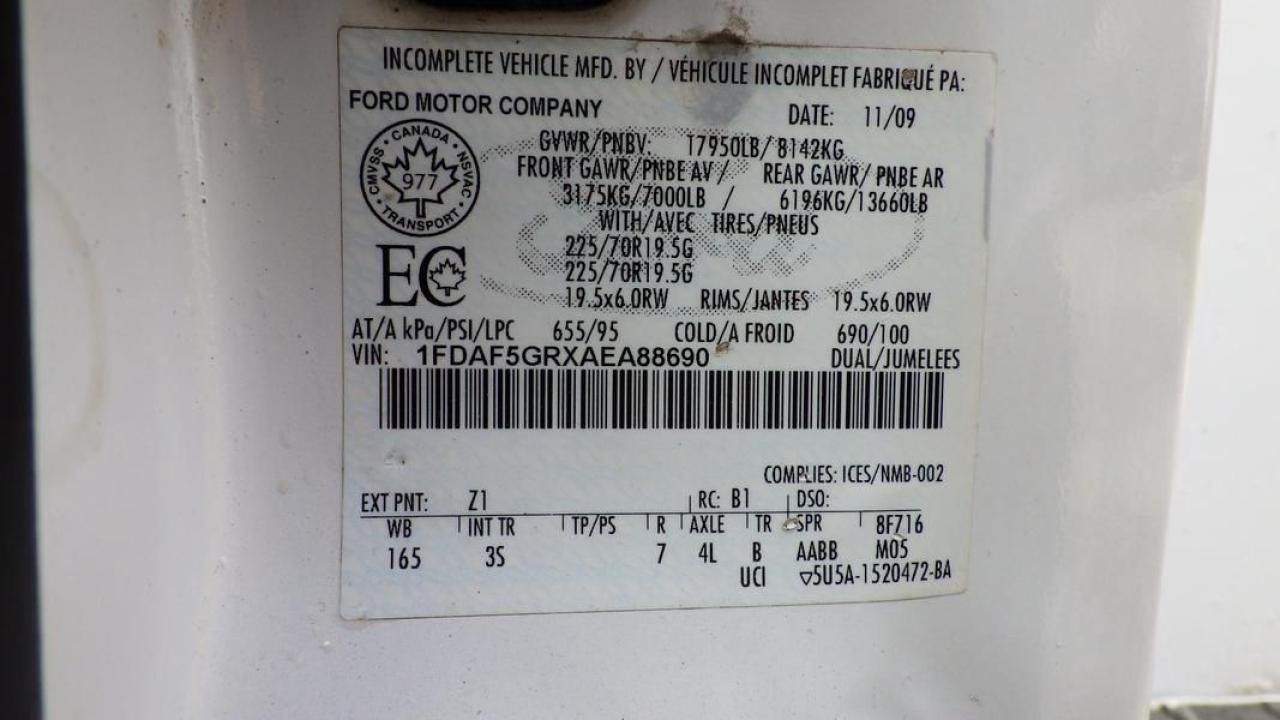 INCOMPLETE VEHICLE MFD. BY / VÉHICULE INCOMPLET FABRIQUÉ PA:
FORD MOTOR COMPANY DATE: 11/09
CANADA CMVSS NSVAC 977 TRANSPORT
GVWR/PNBV: 17950LB/ 8142KG
FRONT GAWR/PNBE AV / REAR GAWR/ PNBE AR
3175KG/7000LB / 6196KG/13660LB
WITH/AVEC TIRES/PNEUS
225/70R19.5G
EC 225/70R19.5G
19.5x6.0RW RIMS/JANTES 19.5x6.0RW
AT/A kPa/PSI/LPC 655/95 COLD/A FROID 690/100
VIN: 1FDAF5GRXAEA88690 DUAL/JUMELEES
COMPLIES: ICES/NMB-002
EXT PNT: Z1 RC: B1 DSO:
WB INT TR TP/PS R AXLE TR SPR 8F716
165 3S 7 4L B AABB M05
UCI ▽5U5A-1520472-BA